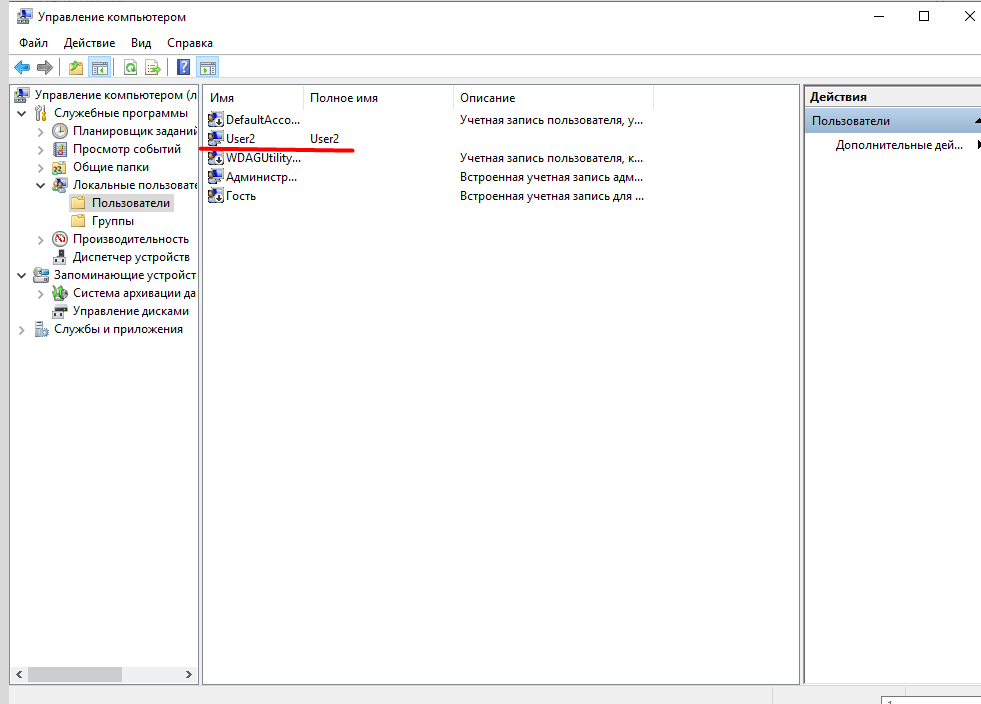 Управление компьютером
Файл Действие Вид Справка
Управление компьютером (л
Служебные программы
Планировщик заданий
Просмотр событий
Общие папки
Локальные пользовате
Пользователи
Группы
Производительность
Диспетчер устройств
Запоминающие устройст
Система архивации да
Управление дисками
Службы и приложения
Имя Полное имя Описание
DefaultAcco... Учетная запись пользователя, у...
User2 User2
WDAGUtility... Учетная запись пользователя, к...
Администр... Встроенная учетная запись адм...
Гость Встроенная учетная запись для ...
Действия
Пользователи
Дополнительные дей...